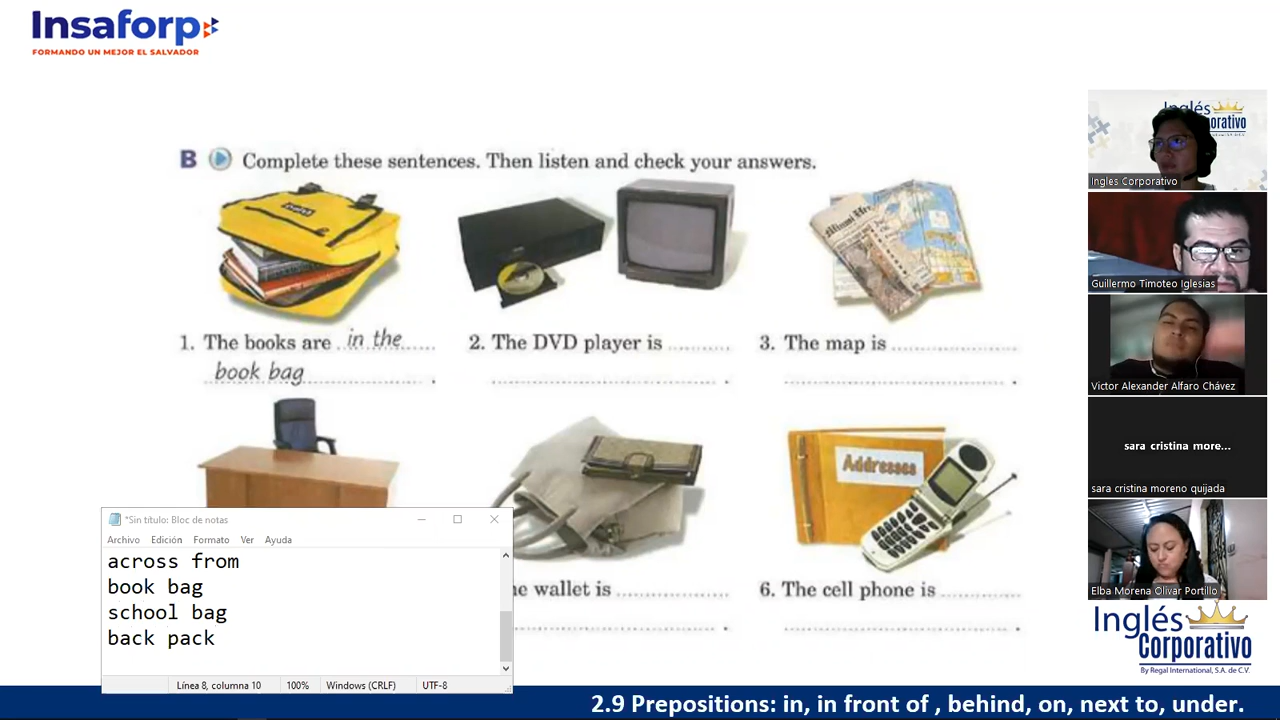 Insaforp
FORMANDO UN MEJOR EL SALVADOR
B Complete these sentences. Then listen and check your answers.
1. The books are in the
book bag.
2. The DVD player is
3. The map is
Addresses
he wallet is
6. The cell phone is
*Sin título: Bloc de notas
Archivo Edición Formato Ver Ayuda
across from
book bag
school bag
back pack
Línea 8, columna 10 100% Windows (CRLF) UTF-8
Inglés
Ingles Corporativo
Guillermo Timoteo Iglesias
Victor Alexander Alfaro Chávez
sara cristina more...
sara cristina moreno quijada
Elba Morena Olivar Portillo
Inglés
Corporativo
By Regal International, S.A. de C.V.
2.9 Prepositions: in, in front of , behind, on, next to, under.